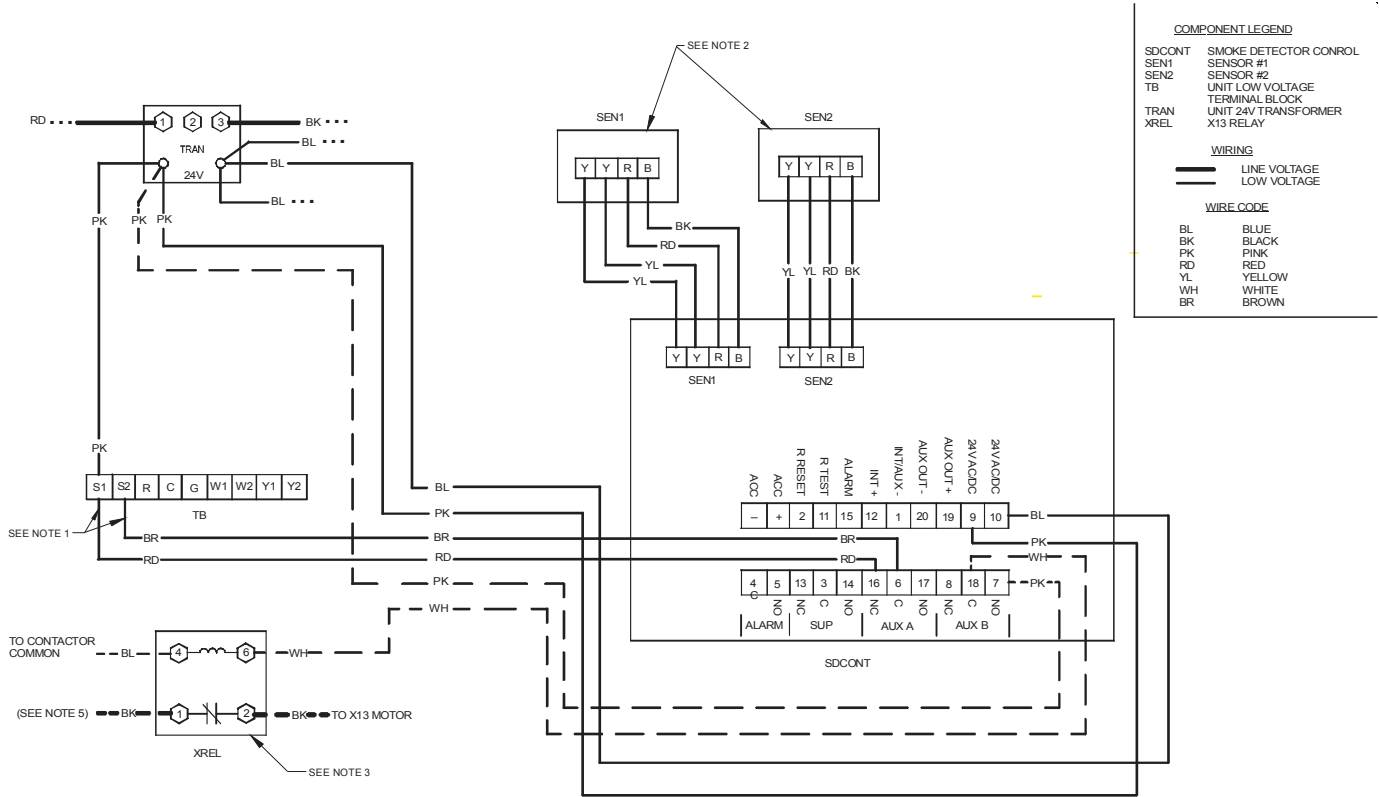 SEE NOTE 2
COMPONENT LEGEND
SDCONT SMOKE DETECTOR CONROL
SEN1 SENSOR #1
SEN2 SENSOR #2
TB UNIT LOW VOLTAGE
TERMINAL BLOCK
TRAN UNIT 24V TRANSFORMER
XREL X13 RELAY
WIRING
LINE VOLTAGE
LOW VOLTAGE
WIRE CODE
BL BLUE
BK BLACK
PK PINK
RD RED
YL YELLOW
WH WHITE
BR BROWN
RD 1 2 3 BK
BL
TRAN
24V
BL
BL
PK PK PK
SEN1 SEN2
Y Y R B
Y Y R B
BK
RD
YL
YL
YL YL RD BK
Y Y R B
Y Y R B
SEN1 SEN2
PK
S1 S2 R C G W1 W2 Y1 Y2
TB
SEE NOTE 1
BL
PK
BR BR BR
RD RD RD
PK
WH
ACC ACC R RESET R TEST ALARM INT + INT/AUX - AUX OUT - AUX OUT + 24V AC/DC 24V AC/DC
– + 2 11 15 12 1 20 19 9 10
BL
PK
WH
4 5 13 3 14 16 6 17 8 18 7
PK
C NO NC C NO NC C NO NC C NO
ALARM SUP AUX A AUX B
SDCONT
TO CONTACTOR
COMMON
BL 4 6 WH
(SEE NOTE 5) BK 1 2 BK TO X13 MOTOR
XREL
SEE NOTE 3